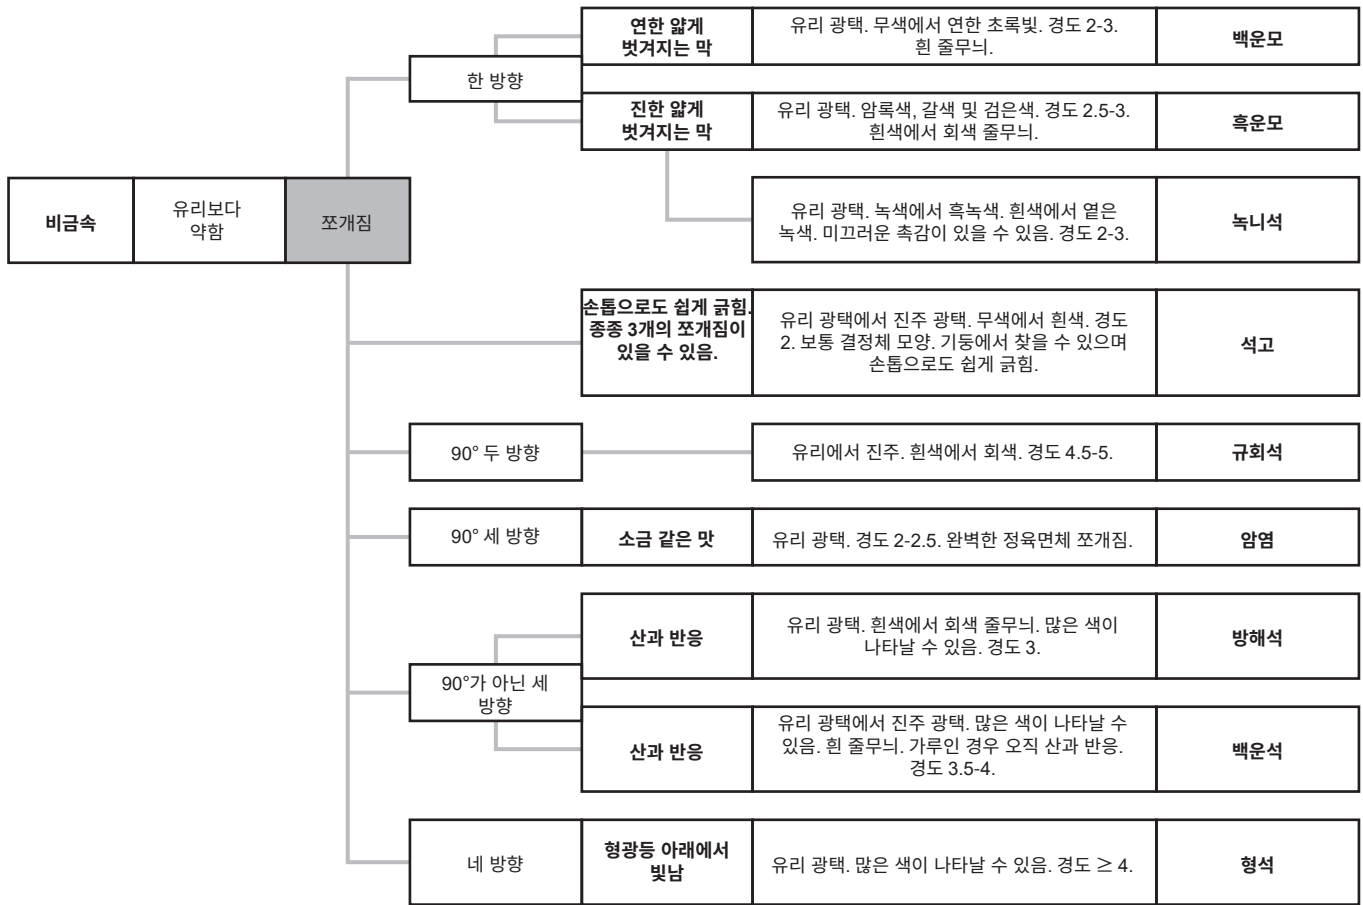 연한 얇게
벗겨지는 막
유리 광택. 무색에서 연한 초록빛. 경도 2-3.
흰 줄무늬.
백운모
한 방향
진한 얇게
벗겨지는 막
유리 광택. 암록색, 갈색 및 검은색. 경도 2.5-3.
흰색에서 회색 줄무늬.
흑운모
비금속
유리보다
약함
쪼개짐
유리 광택. 녹색에서 흑녹색. 흰색에서 옅은
녹색. 미끄러운 촉감이 있을 수 있음. 경도 2-3.
녹니석
손톱으로도 쉽게 긁힘.
종종 3개의 쪼개짐이
있을 수 있음.
유리 광택에서 진주 광택. 무색에서 흰색. 경도
2. 보통 결정체 모양. 기둥에서 찾을 수 있으며
손톱으로도 쉽게 긁힘.
석고
90° 두 방향
유리에서 진주. 흰색에서 회색. 경도 4.5-5.
규회석
90° 세 방향
소금 같은 맛
유리 광택. 경도 2-2.5. 완벽한 정육면체 쪼개짐.
암염
산과 반응
유리 광택. 흰색에서 회색 줄무늬. 많은 색이
나타날 수 있음. 경도 3.
방해석
90°가 아닌 세
방향
산과 반응
유리 광택에서 진주 광택. 많은 색이 나타날 수
있음. 흰 줄무늬. 가루인 경우 오직 산과 반응.
경도 3.5-4.
백운석
네 방향
형광등 아래에서
빛남
유리 광택. 많은 색이 나타날 수 있음. 경도 ≥ 4.
형석